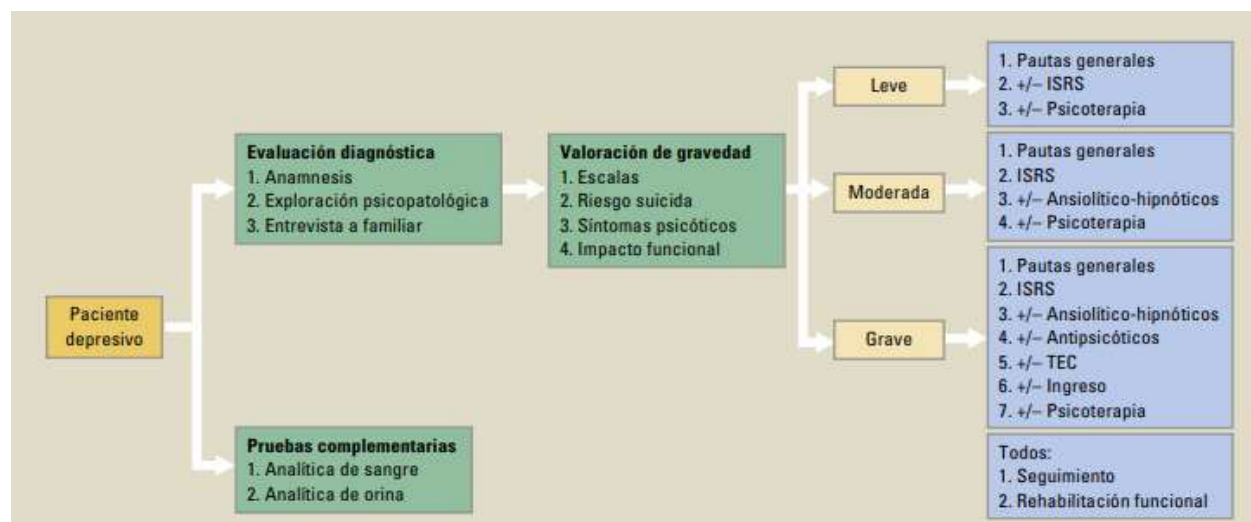 Paciente
depresivo
Evaluación diagnóstica
1. Anamnesis
2. Exploración psicopatológica
3. Entrevista a familiar
Pruebas complementarias
1. Analítica de sangre
2. Analítica de orina
Valoración de gravedad
1. Escalas
2. Riesgo suicida
3. Síntomas psicóticos
4. Impacto funcional
Leve
1. Pautas generales
2. +/– ISRS
3. +/– Psicoterapia
Moderada
1. Pautas generales
2. ISRS
3. +/– Ansiolítico-hipnóticos
4. +/– Psicoterapia
Grave
1. Pautas generales
2. ISRS
3. +/– Ansiolítico-hipnóticos
4. +/– Antipsicóticos
5. +/– TEC
6. +/– Ingreso
7. +/– Psicoterapia
Todos:
1. Seguimiento
2. Rehabilitación funcional